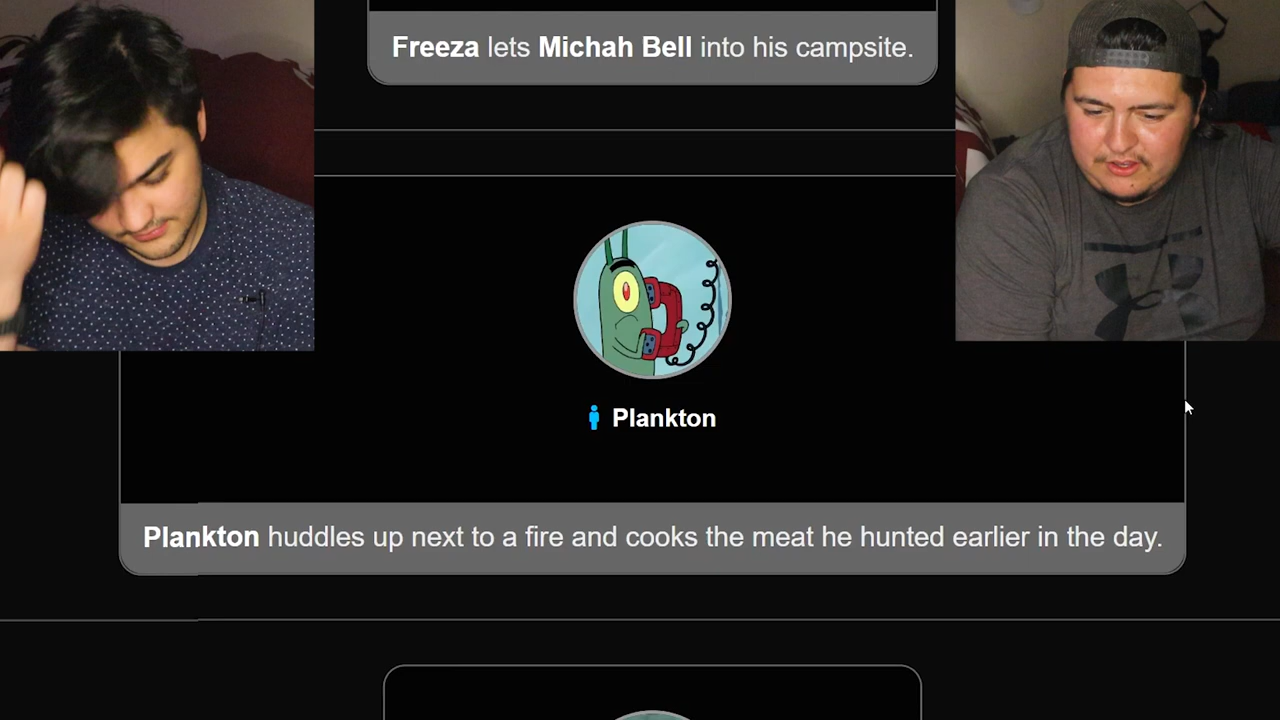 Freeza lets Michah Bell into his campsite.
Plankton
Plankton huddles up next to a fire and cooks the meat he hunted earlier in the day.